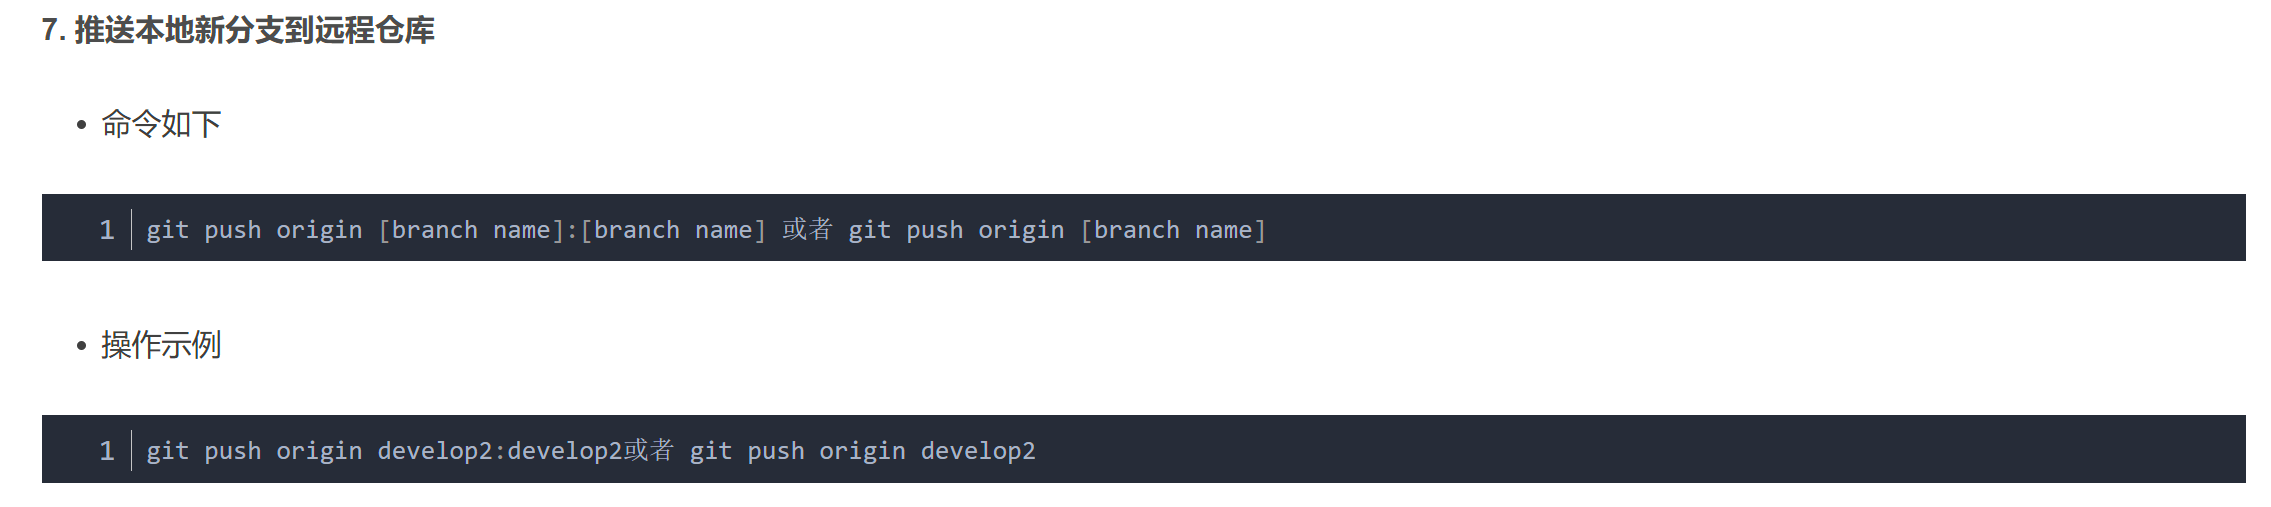 7. 推送本地新分支到远程仓库
• 命令如下
1 git push origin [branch name]:[branch name] 或者 git push origin [branch name]
• 操作示例
1 git push origin develop2:develop2或者 git push origin develop2